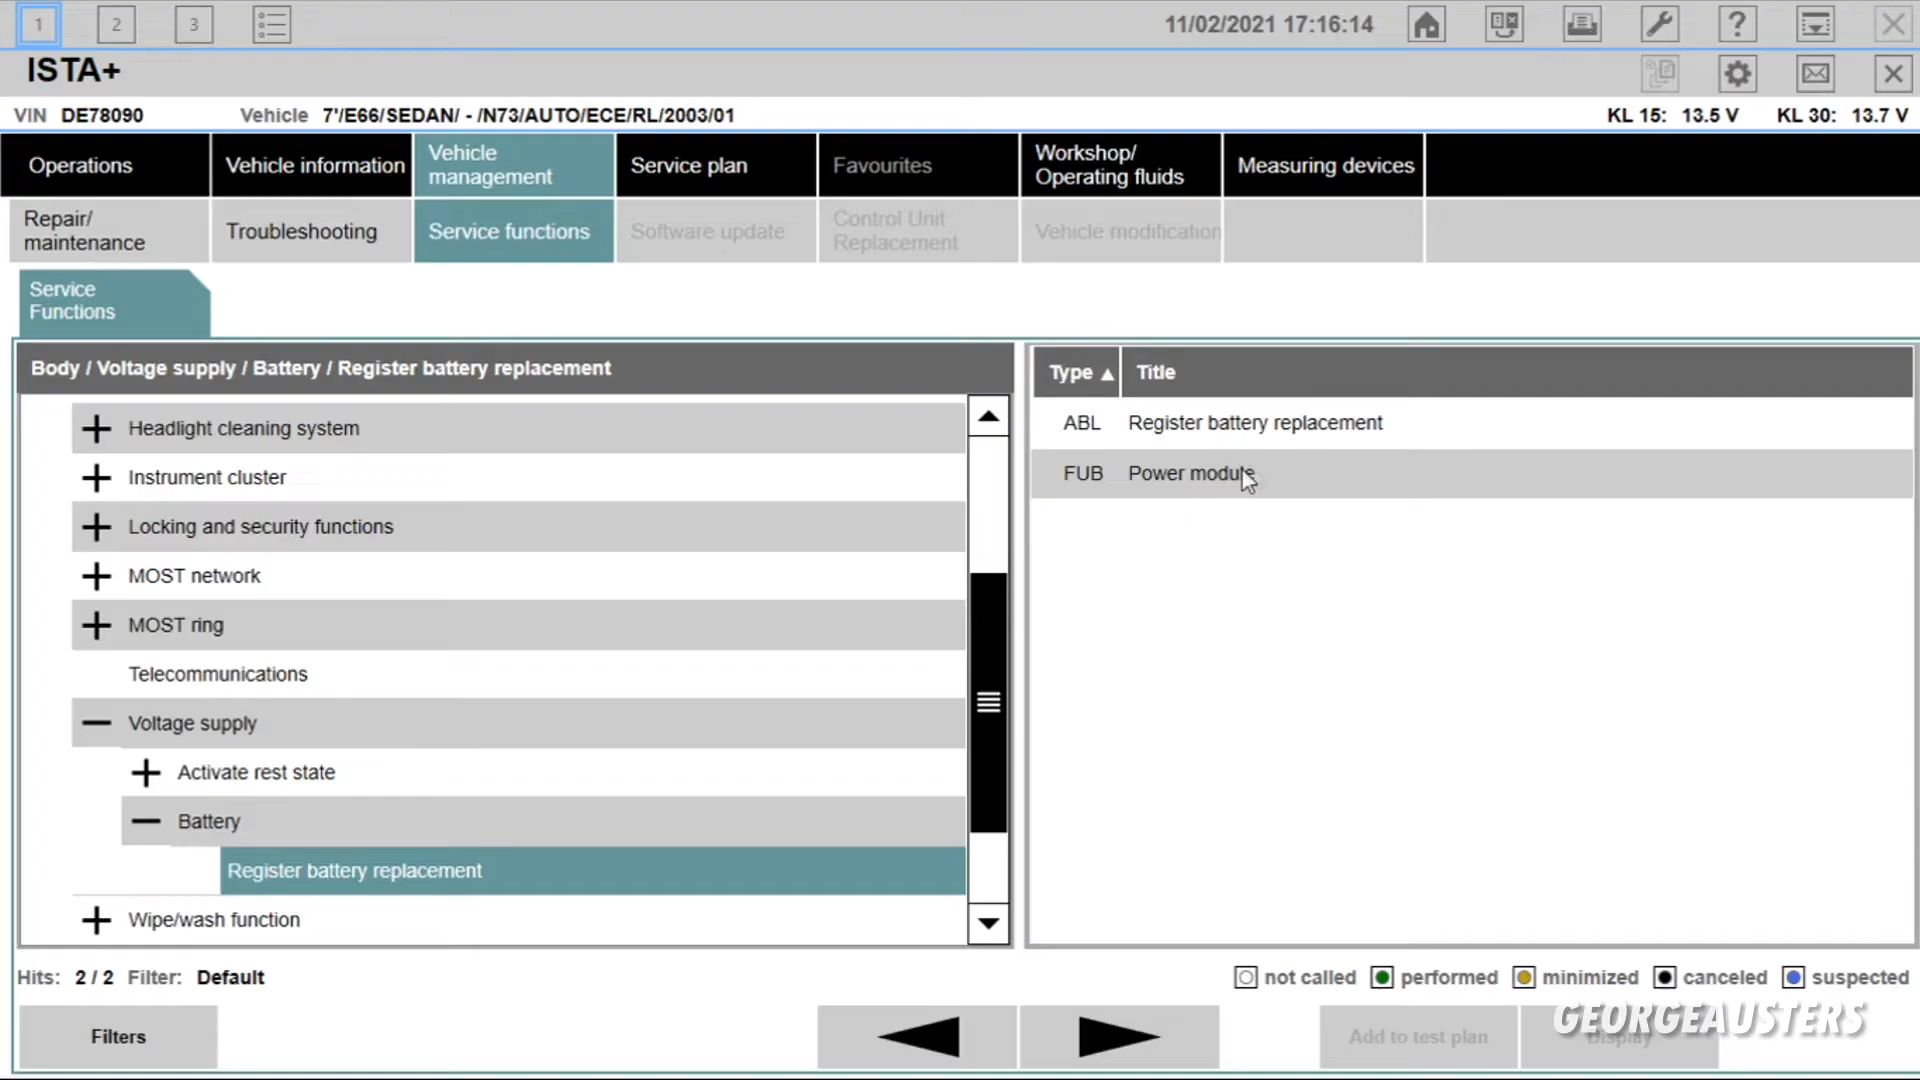 1 2 3 11/02/2021 17:16:14 ?
ISTA+
VIN DE78090 Vehicle 7'/E66/SEDAN/ - /N73/AUTO/ECE/RL/2003/01 KL 15: 13.5 V KL 30: 13.7 V
Operations
Vehicle information
Vehicle
management
Service plan
Favourites
Workshop/
Operating fluids
Measuring devices
Repair/
maintenance
Troubleshooting
Service functions
Software update
Control Unit
Replacement
Vehicle modification
Service
Functions
Body / Voltage supply / Battery / Register battery replacement
Headlight cleaning system
Instrument cluster
Locking and security functions
MOST network
MOST ring
Telecommunications
Voltage supply
Activate rest state
Battery
Register battery replacement
Wipe/wash function
Type Title
ABL Register battery replacement
FUB Power module
Hits: 2 / 2 Filter: Default
not called performed minimized canceled suspected
Filters
Add to test plan
Display
GEORGEAUSTERS